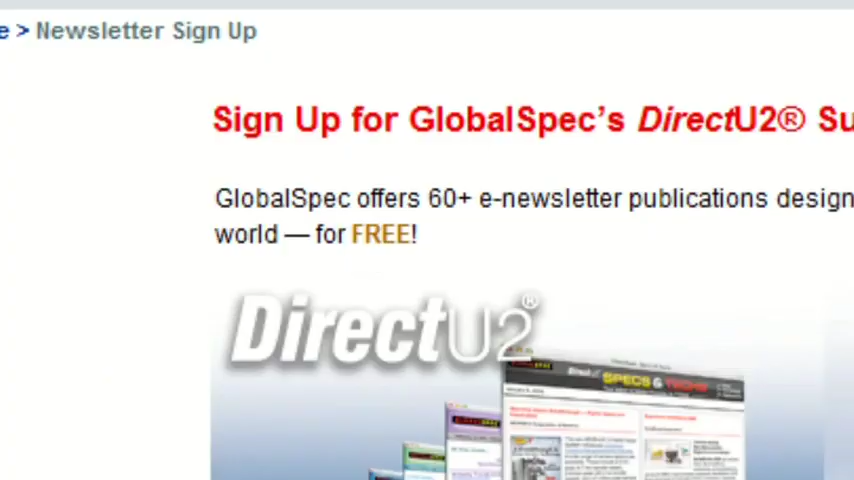 e > Newsletter Sign Up
Sign Up for GlobalSpec’s DirectU2® Su
GlobalSpec offers 60+ e-newsletter publications design
world — for FREE!
DirectU2®
DirectU2 SPECS & TECHS